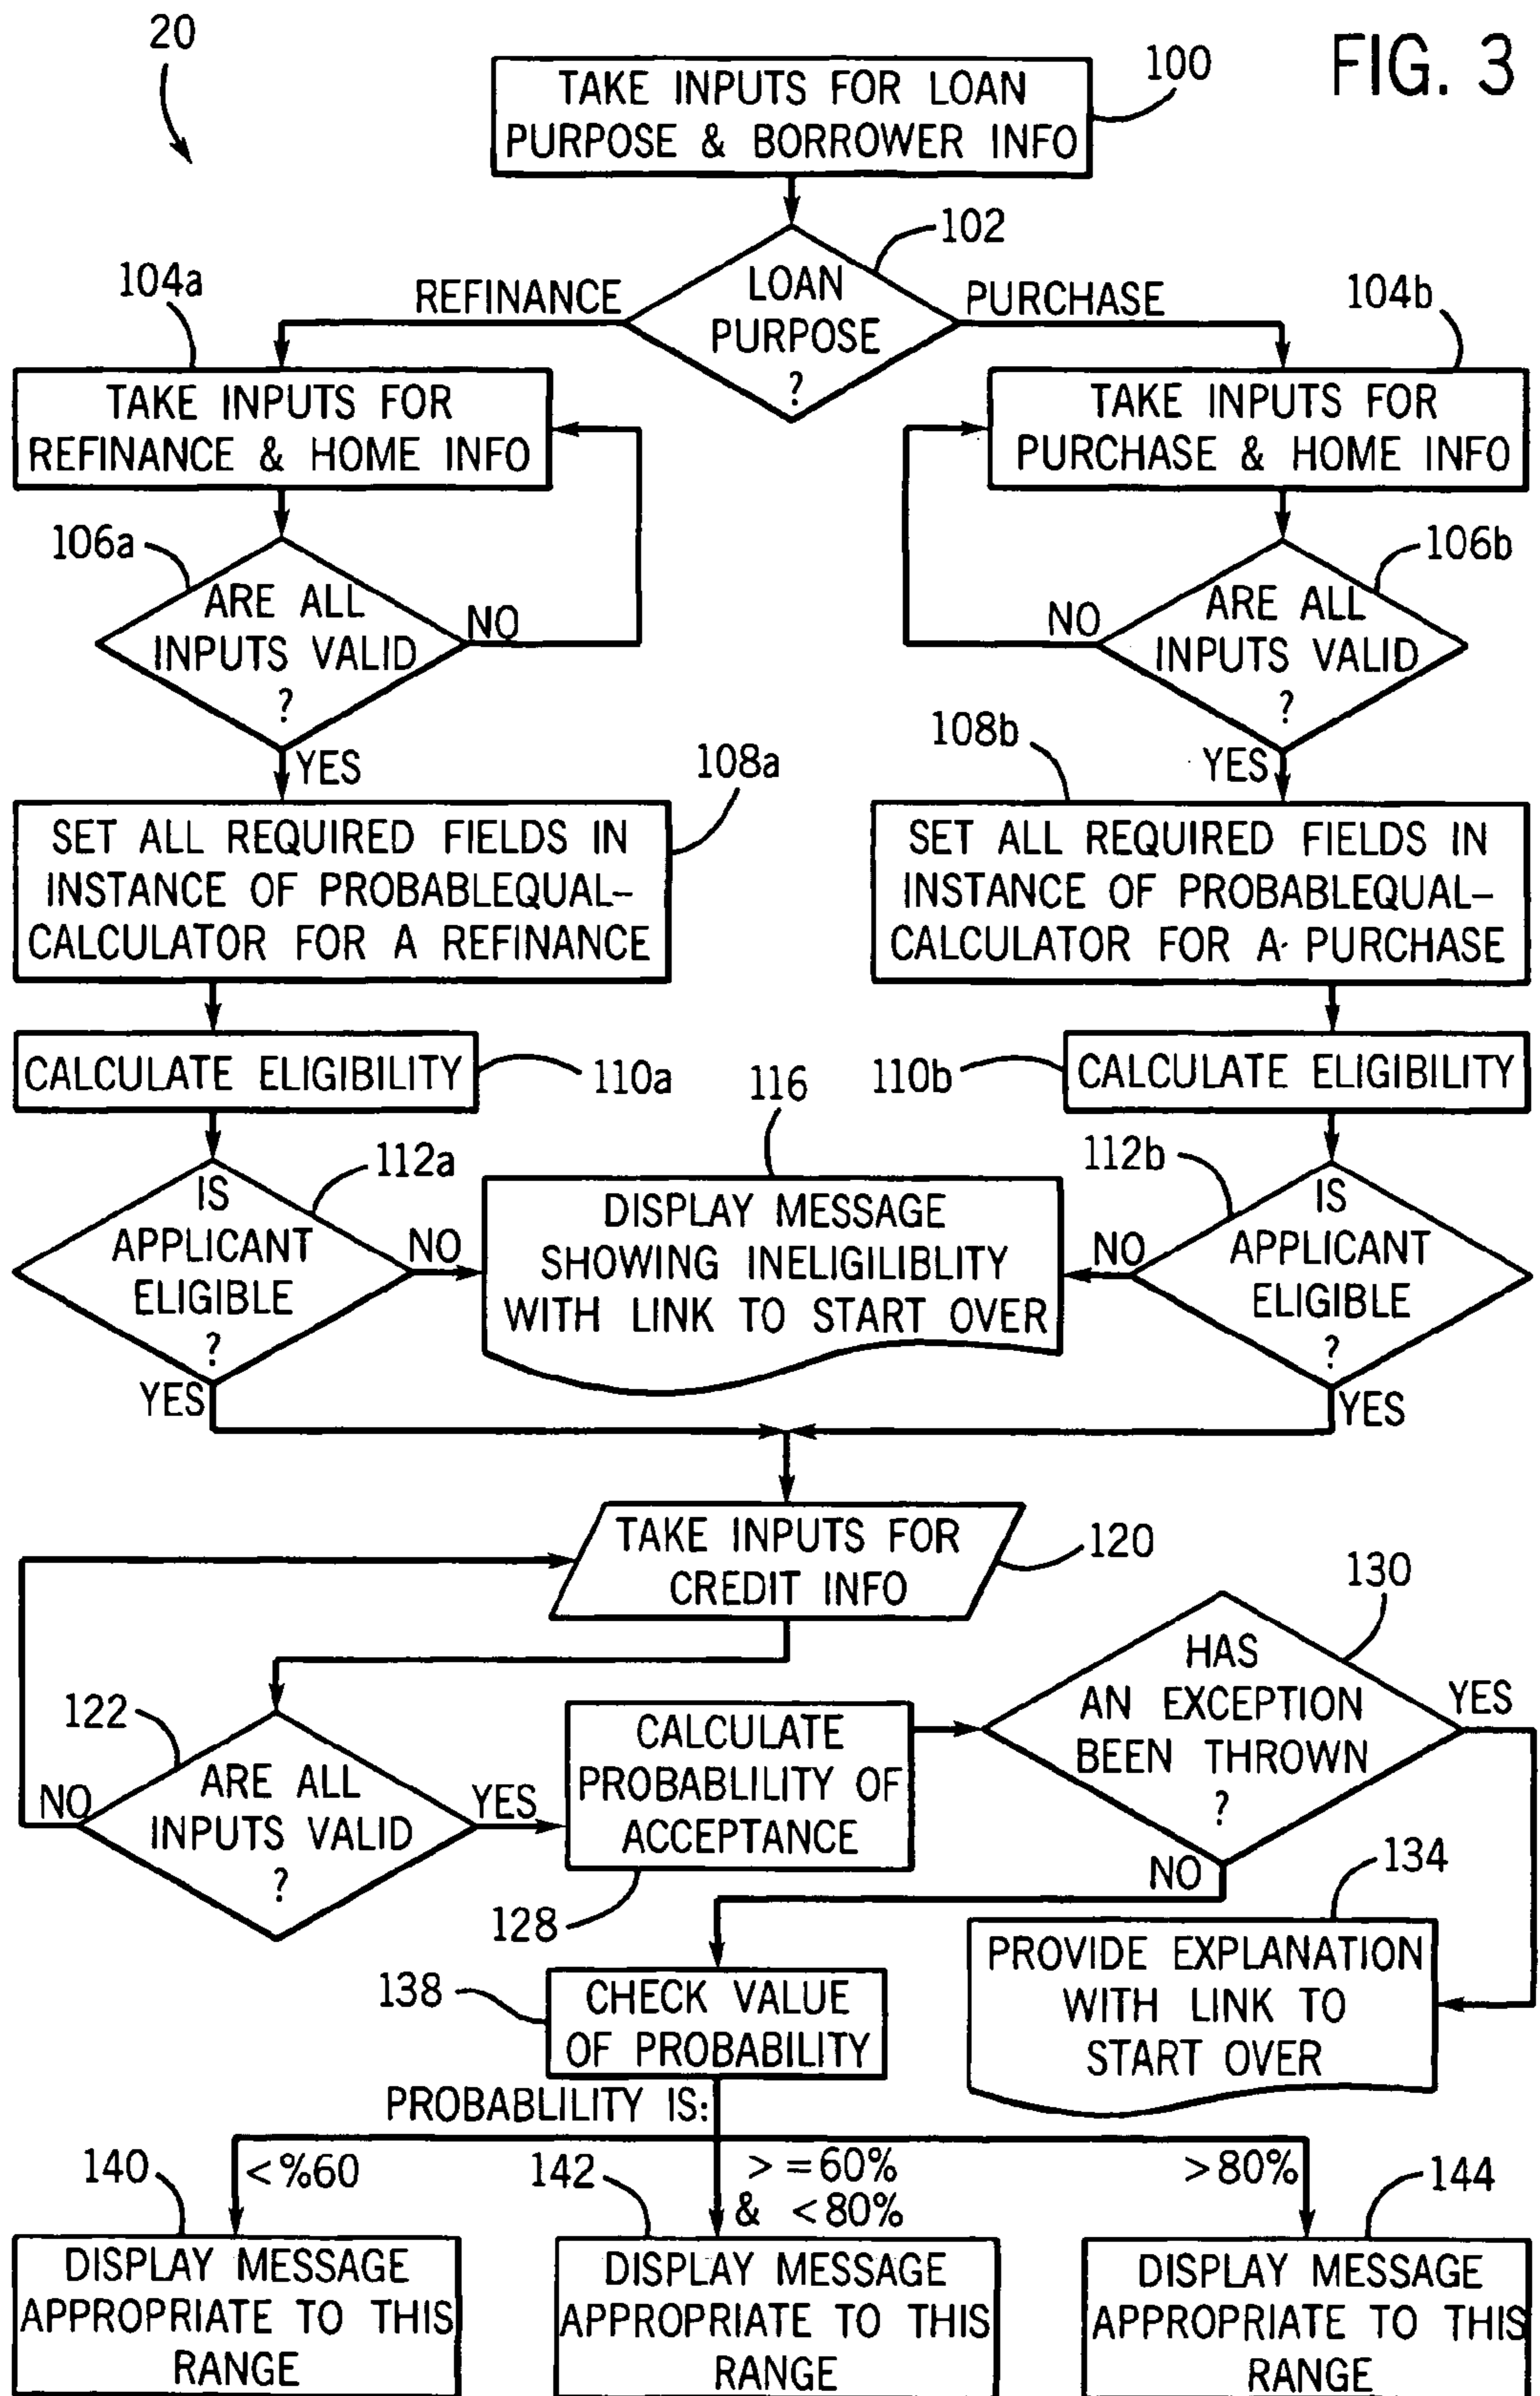 20
FIG. 3
TAKE INPUTS FOR LOAN
PURPOSE & BORROWER INFO
100
102
LOAN
PURPOSE
?
REFINANCE
PURCHASE
104a
104b
TAKE INPUTS FOR
REFINANCE & HOME INFO
TAKE INPUTS FOR
PURCHASE & HOME INFO
106a
ARE ALL
INPUTS VALID
?
NO
YES
106b
ARE ALL
INPUTS VALID
?
NO
YES
108a
SET ALL REQUIRED FIELDS IN
INSTANCE OF PROBABLEQUAL–
CALCULATOR FOR A REFINANCE
108b
SET ALL REQUIRED FIELDS IN
INSTANCE OF PROBABLEQUAL–
CALCULATOR FOR A PURCHASE
CALCULATE ELIGIBILITY
110a
116
110b
CALCULATE ELIGIBILITY
112a
IS
APPLICANT
ELIGIBLE
?
NO
YES
DISPLAY MESSAGE
SHOWING INELIGILIBLITY
WITH LINK TO START OVER
112b
IS
APPLICANT
ELIGIBLE
?
NO
YES
TAKE INPUTS FOR
CREDIT INFO
120
122
ARE ALL
INPUTS VALID
?
NO
YES
CALCULATE
PROBABLILITY OF
ACCEPTANCE
128
130
HAS
AN EXCEPTION
BEEN THROWN
?
YES
NO
134
PROVIDE EXPLANATION
WITH LINK TO
START OVER
138
CHECK VALUE
OF PROBABILITY
PROBABLILITY IS:
140
<%60
142
> =60%
& <80%
>80%
144
DISPLAY MESSAGE
APPROPRIATE TO THIS
RANGE
DISPLAY MESSAGE
APPROPRIATE TO THIS
RANGE
DISPLAY MESSAGE
APPROPRIATE TO THIS
RANGE